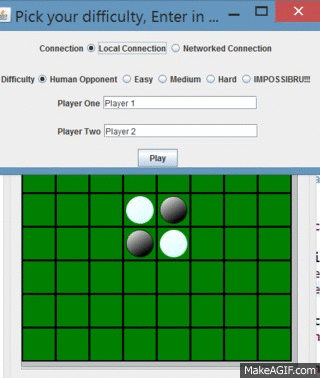 Pick your difficulty, Enter in ...
Connection Local Connection Networked Connection
Difficulty Human Opponent Easy Medium Hard IMPOSSIBRU!!!
Player One Player 1
Player Two Player 2
Play
MakeAGIF.com